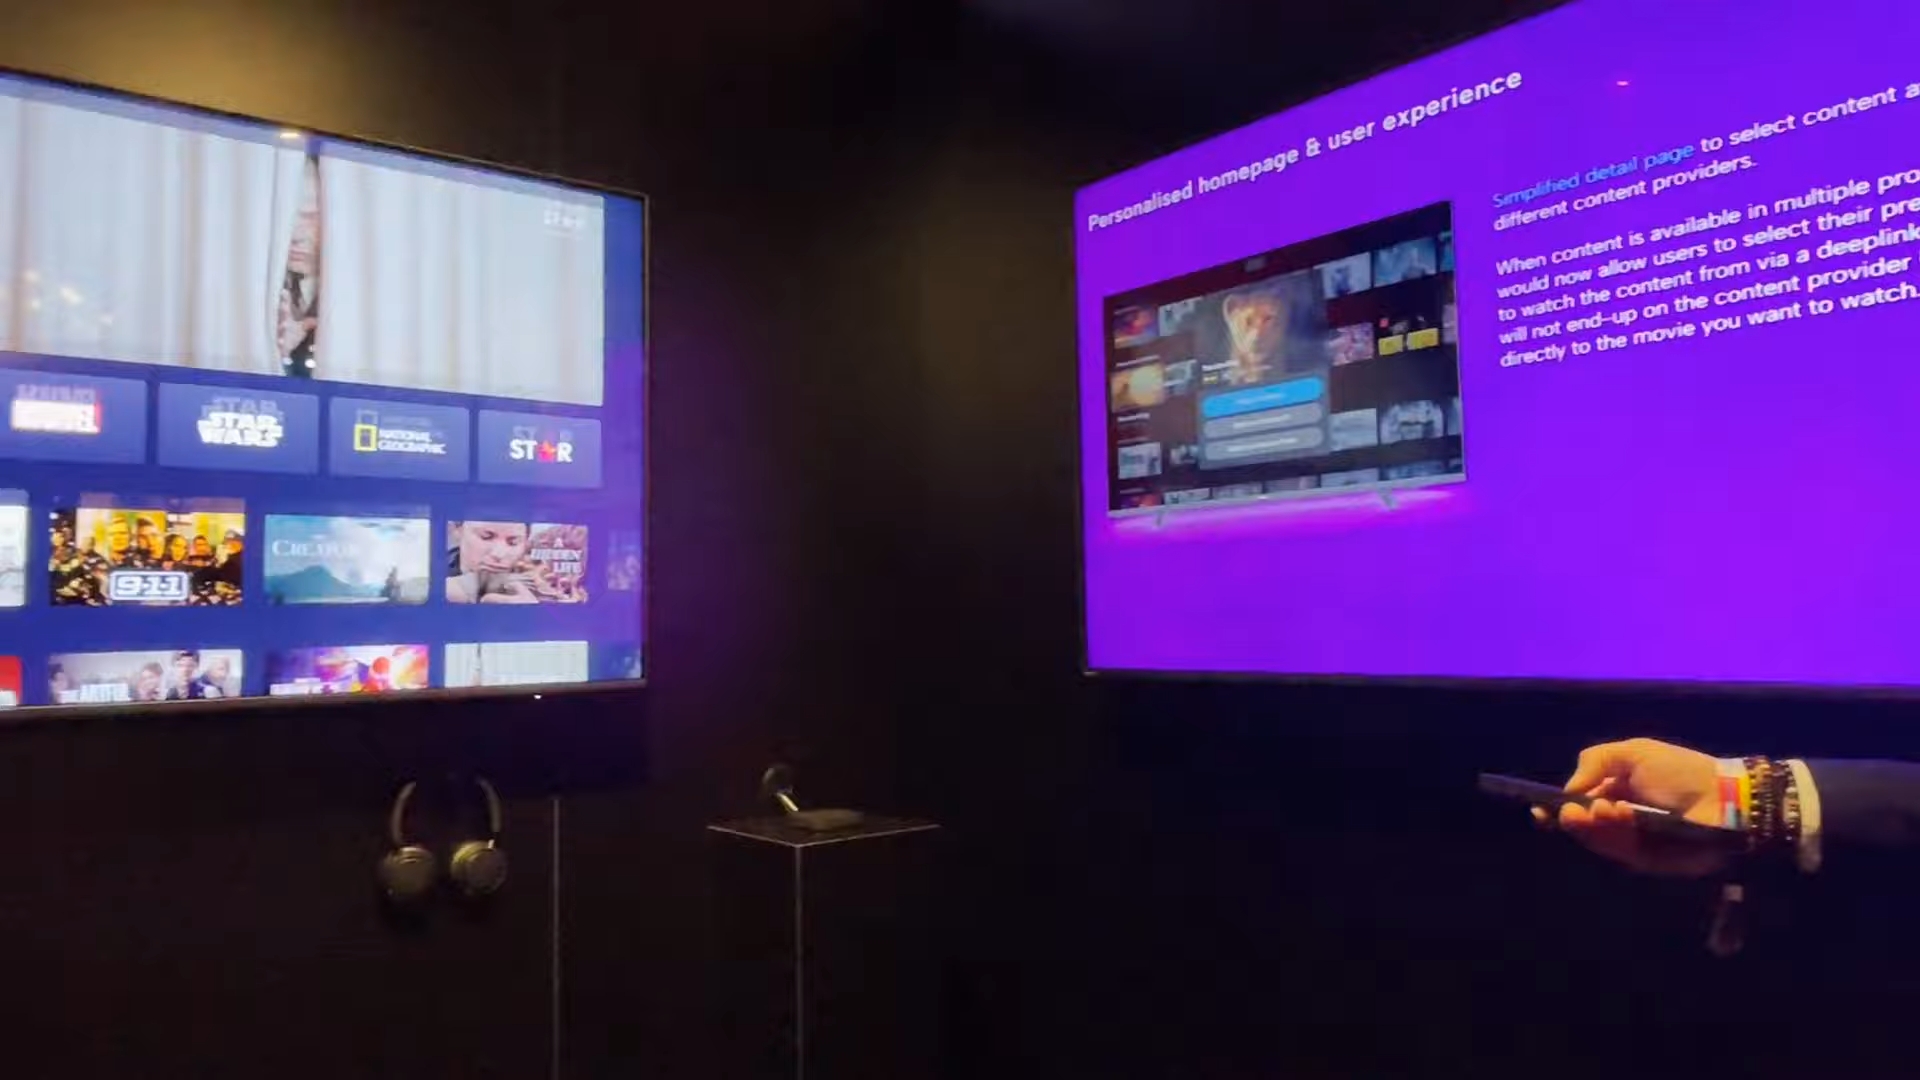 MARVEL
STAR
WARS
NATIONAL
GEOGRAPHIC
STAR
9-1-1
A
HIDDEN
LIFE
Personalised homepage & user experience
Simplified detail page to select content
different content providers.
When content is available in multiple
would now allow users to select their
to watch the content from via a deeplink
will not end-up on the content provider
directly to the movie you want to watch.